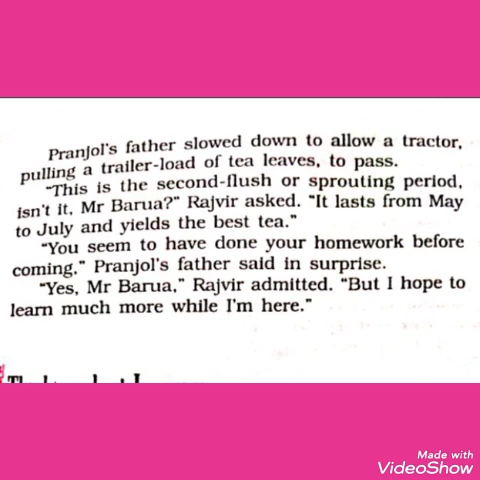 Pranjol's father slowed down to allow a tractor,
pulling a trailer-load of tea leaves, to pass.
"This is the second-flush or sprouting period,
isn't it, Mr Barua?" Rajvir asked. "It lasts from May
to July and yields the best tea."
"You seem to have done your homework before
coming," Pranjol's father said in surprise.
"Yes, Mr Barua," Rajvir admitted. "But I hope to
learn much more while I'm here."
Made with
VideoShow